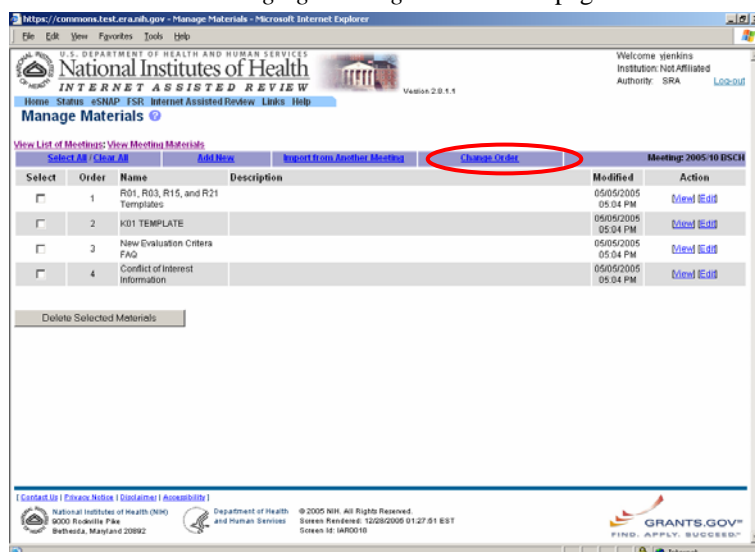 https://commons.test.era.nih.gov - Manage Materials - Microsoft Internet Explorer
File Edit View Favorites Tools Help
U.S. DEPARTMENT OF HEALTH AND HUMAN SERVICES
National Institutes of Health
INTERNET ASSISTED REVIEW
Version 2.8.1.1
Welcome yjenkins
Institution: Not Affiliated
Authority: SRA Log-out
Home Status eSNAP FSR Internet Assisted Review Links Help
Manage Materials
View List of Meetings: View Meeting Materials
Select All / Clear All Add New Import from Another Meeting Change Order Meeting: 2005/10 BSCH
Select Order Name Description Modified Action
1 R01, R03, R15, and R21 Templates 05/05/2005 05:04 PM [View] [Edit]
2 K01 TEMPLATE 05/05/2005 05:04 PM [View] [Edit]
3 New Evaluation Critera FAQ 05/05/2005 05:04 PM [View] [Edit]
4 Conflict of Interest Information 05/05/2005 05:04 PM [View] [Edit]
Delete Selected Materials
[ Contact Us | Privacy Notice | Disclaimer | Accessibility ]
National Institutes of Health (NIH)
9000 Rockville Pike
Bethesda, Maryland 20892
Department of Health
and Human Services
© 2005 NIH. All Rights Reserved.
Screen Rendered: 12/28/2005 01:27:51 EST
Screen Id: IAR0010
GRANTS.GOV
FIND. APPLY. SUCCEED.
Internet